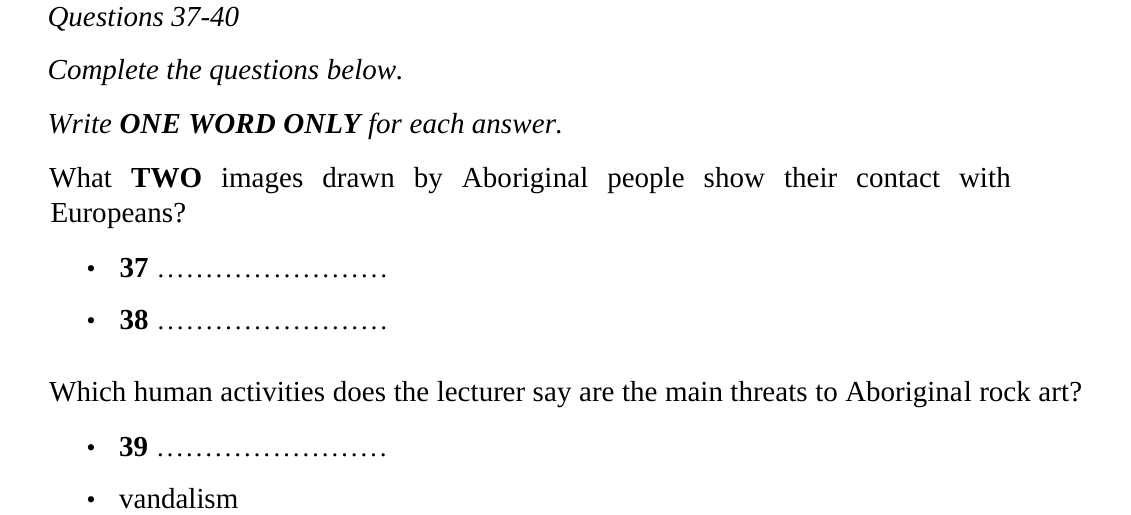 Questions 37-40
Complete the questions below.
Write ONE WORD ONLY for each answer.
What TWO images drawn by Aboriginal people show their contact with
Europeans?
• 37 ........................
• 38 ........................
Which human activities does the lecturer say are the main threats to Aboriginal rock art?
• 39 ........................
• vandalism